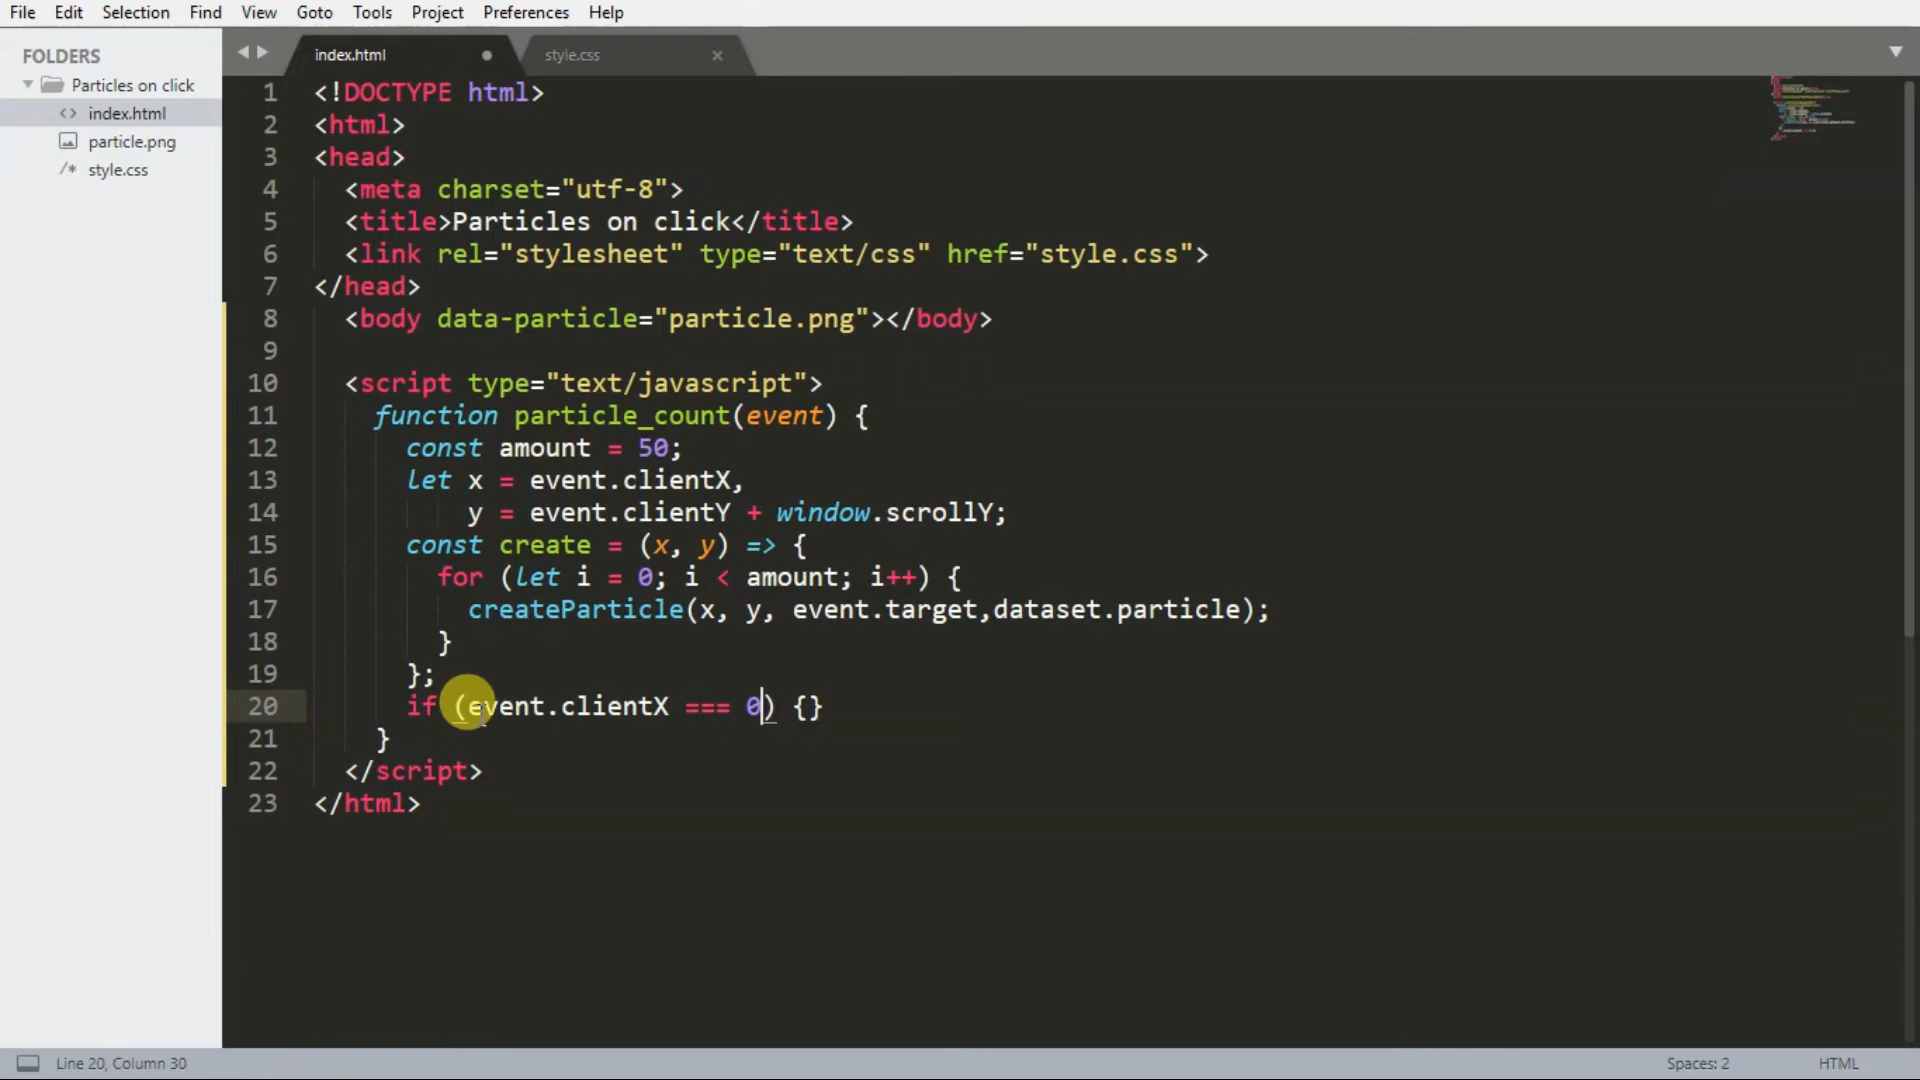 File Edit Selection Find View Goto Tools Project Preferences Help
FOLDERS
Particles on click
index.html
particle.png
style.css
index.html style.css
1 <!DOCTYPE html>
2 <html>
3 <head>
4 <meta charset="utf-8">
5 <title>Particles on click</title>
6 <link rel="stylesheet" type="text/css" href="style.css">
7 </head>
8 <body data-particle="particle.png"></body>
9
10 <script type="text/javascript">
11 function particle_count(event) {
12 const amount = 50;
13 let x = event.clientX,
14 y = event.clientY + window.scrollY;
15 const create = (x, y) => {
16 for (let i = 0; i < amount; i++) {
17 createParticle(x, y, event.target,dataset.particle);
18 }
19 };
20 if (event.clientX === 0) {}
21 }
22 </script>
23 </html>
Line 20, Column 30 Spaces: 2 HTML